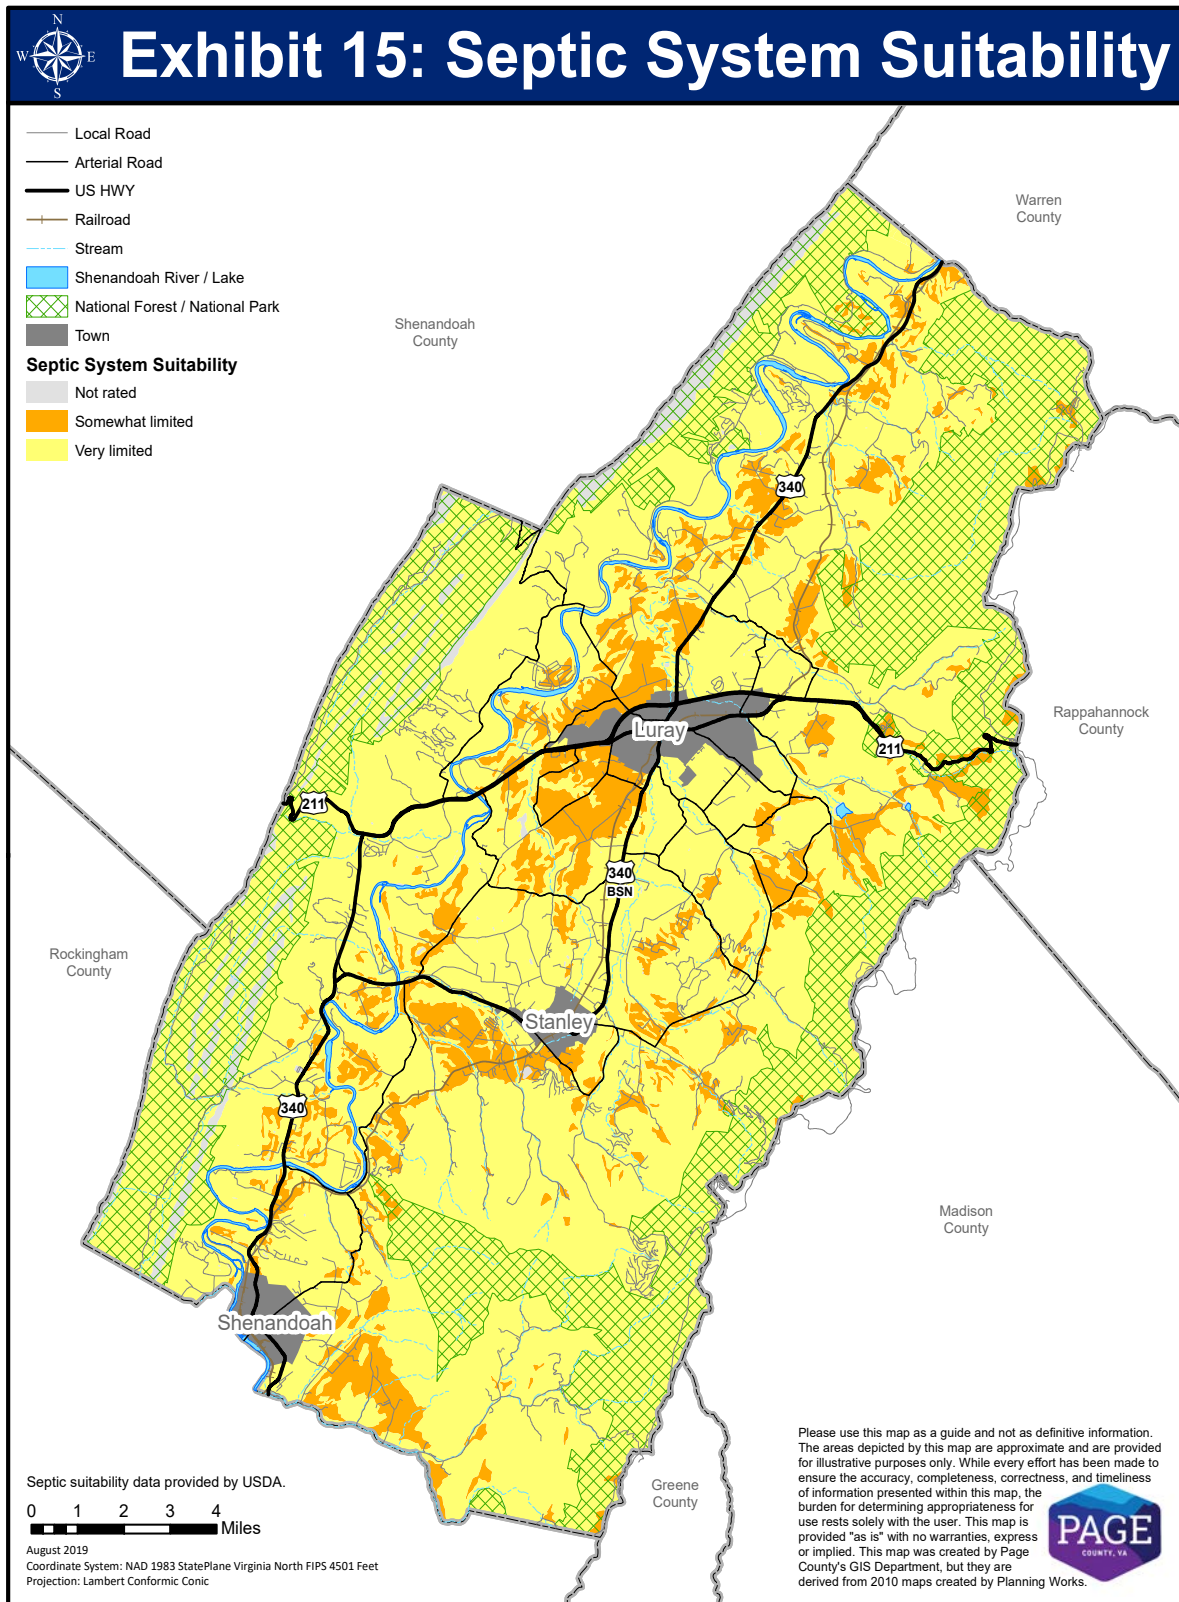 N
W E
S
Exhibit 15: Septic System Suitability
Local Road
Arterial Road
US HWY
Railroad
Stream
Shenandoah River / Lake
National Forest / National Park
Town
Septic System Suitability
Not rated
Somewhat limited
Very limited
Warren
County
Shenandoah
County
340
Rappahannock
County
Luray
211
211
340
BSN
Rockingham
County
Stanley
340
Madison
County
Shenandoah
Greene
County
Septic suitability data provided by USDA.
0 1 2 3 4
Miles
August 2019
Coordinate System: NAD 1983 StatePlane Virginia North FIPS 4501 Feet
Projection: Lambert Conformic Conic
Please use this map as a guide and not as definitive information.
The areas depicted by this map are approximate and are provided
for illustrative purposes only. While every effort has been made to
ensure the accuracy, completeness, correctness, and timeliness
of information presented within this map, the
burden for determining appropriateness for
use rests solely with the user. This map is
provided "as is" with no warranties, express
or implied. This map was created by Page
County's GIS Department, but they are
derived from 2010 maps created by Planning Works.
PAGE
COUNTY, VA